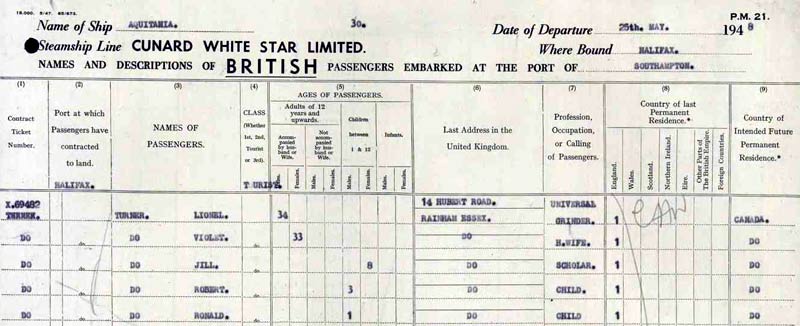 15,000. 5/47. 65/675.
P.M. 21.
Name of Ship AQUITANIA. 30. Date of Departure 25th. MAY. 1948
Steamship Line CUNARD WHITE STAR LIMITED. Where Bound HALIFAX.
NAMES AND DESCRIPTIONS OF BRITISH PASSENGERS EMBARKED AT THE PORT OF SOUTHAMPTON.
(1) (2) (3) (4) (5) (6) (7) (8) (9)
Contract Ticket Number.
Port at which Passengers have contracted to land.
NAMES OF PASSENGERS.
CLASS (Whether 1st, 2nd, Tourist or 3rd).
AGES OF PASSENGERS.
Adults of 12 years and upwards.
Accompanied by husband or Wife.
Not accompanied by husband or Wife.
Children between 1 & 12
Infants.
Males. Females. Males. Females. Males. Females. Males. Females.
Last Address in the United Kingdom.
Profession, Occupation, or Calling of Passengers.
Country of last Permanent Residence.*
England. Wales. Scotland. Northern Ireland. Eire. Other Parts of The British Empire. Foreign Countries.
Country of Intended Future Permanent Residence.*
HALIFAX. TOURIST.
X.69482 14 HUBERT ROAD. UNIVERSAL
TURNER LIONEL. 34 RAINHAM ESSEX. GRINDER. 1 CAN CANADA.
DO DO VIOLET. do 33 DO H.WIFE. 1 DO
DO DO JILL. do 8 DO SCHOLAR. 1 DO
DO DO ROBERT. do 3 DO CHILD. 1 DO
DO DO RONALD. do 1 DO CHILD 1 DO